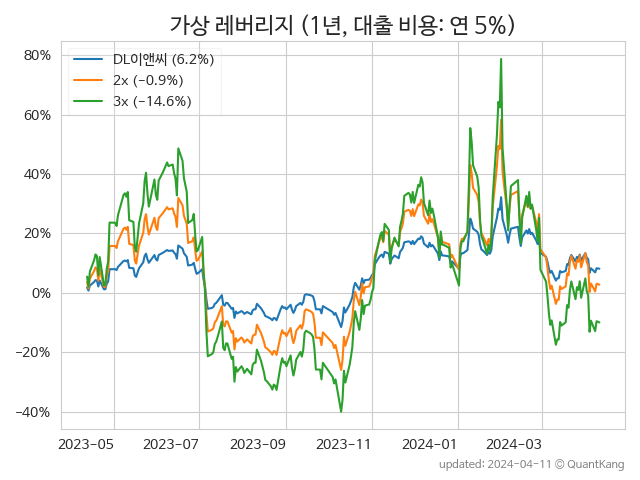 가상 레버리지 (1년, 대출 비용: 연 5%)
DL이앤씨 (6.2%)
2x (−0.9%)
3x (−14.6%)
80%
60%
40%
20%
0%
−20%
−40%
2023-05 2023-07 2023-09 2023-11 2024-01 2024-03
updated: 2024-04-11 © QuantKang